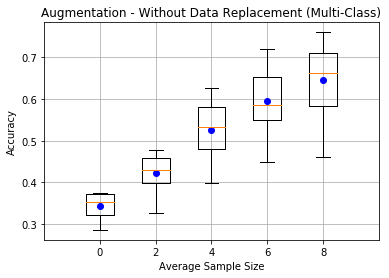 Augmentation - Without Data Replacement (Multi-Class)
0.7
0.6
0.5
0.4
0.3
Accuracy
0 2 4 6 8
Average Sample Size